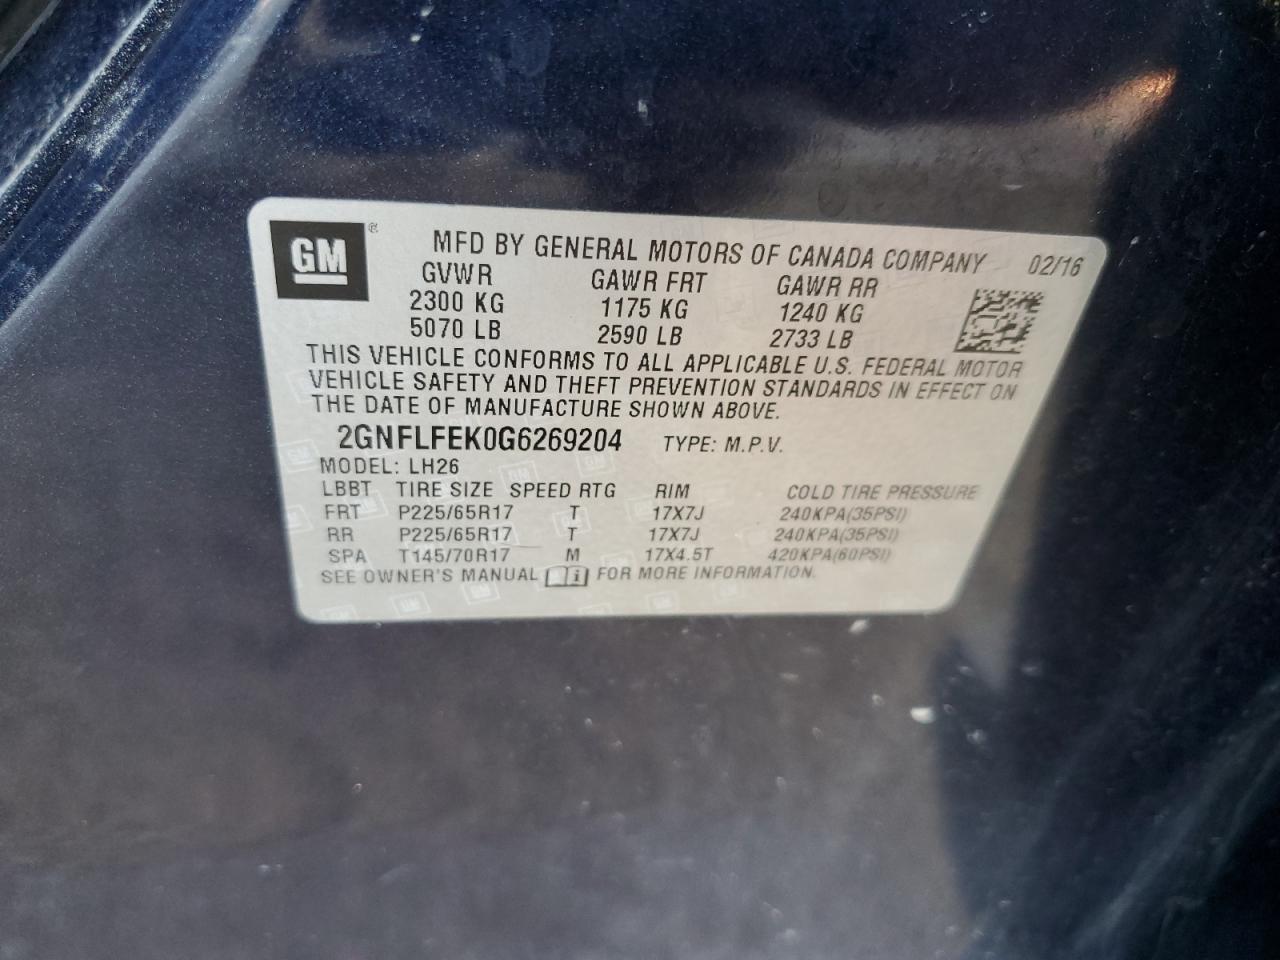 GM ®
MFD BY GENERAL MOTORS OF CANADA COMPANY 02/16
GVWR GAWR FRT GAWR RR
2300 KG 1175 KG 1240 KG
5070 LB 2590 LB 2733 LB
THIS VEHICLE CONFORMS TO ALL APPLICABLE U.S. FEDERAL MOTOR
VEHICLE SAFETY AND THEFT PREVENTION STANDARDS IN EFFECT ON
THE DATE OF MANUFACTURE SHOWN ABOVE.
2GNFLFEK0G6269204 TYPE: M.P.V.
MODEL: LH26
LBBT TIRE SIZE SPEED RTG RIM COLD TIRE PRESSURE
FRT P225/65R17 T 17X7J 240KPA(35PSI)
RR P225/65R17 T 17X7J 240KPA(35PSI)
SPA T145/70R17 M 17X4.5T 420KPA(60PSI)
SEE OWNER'S MANUAL i FOR MORE INFORMATION.